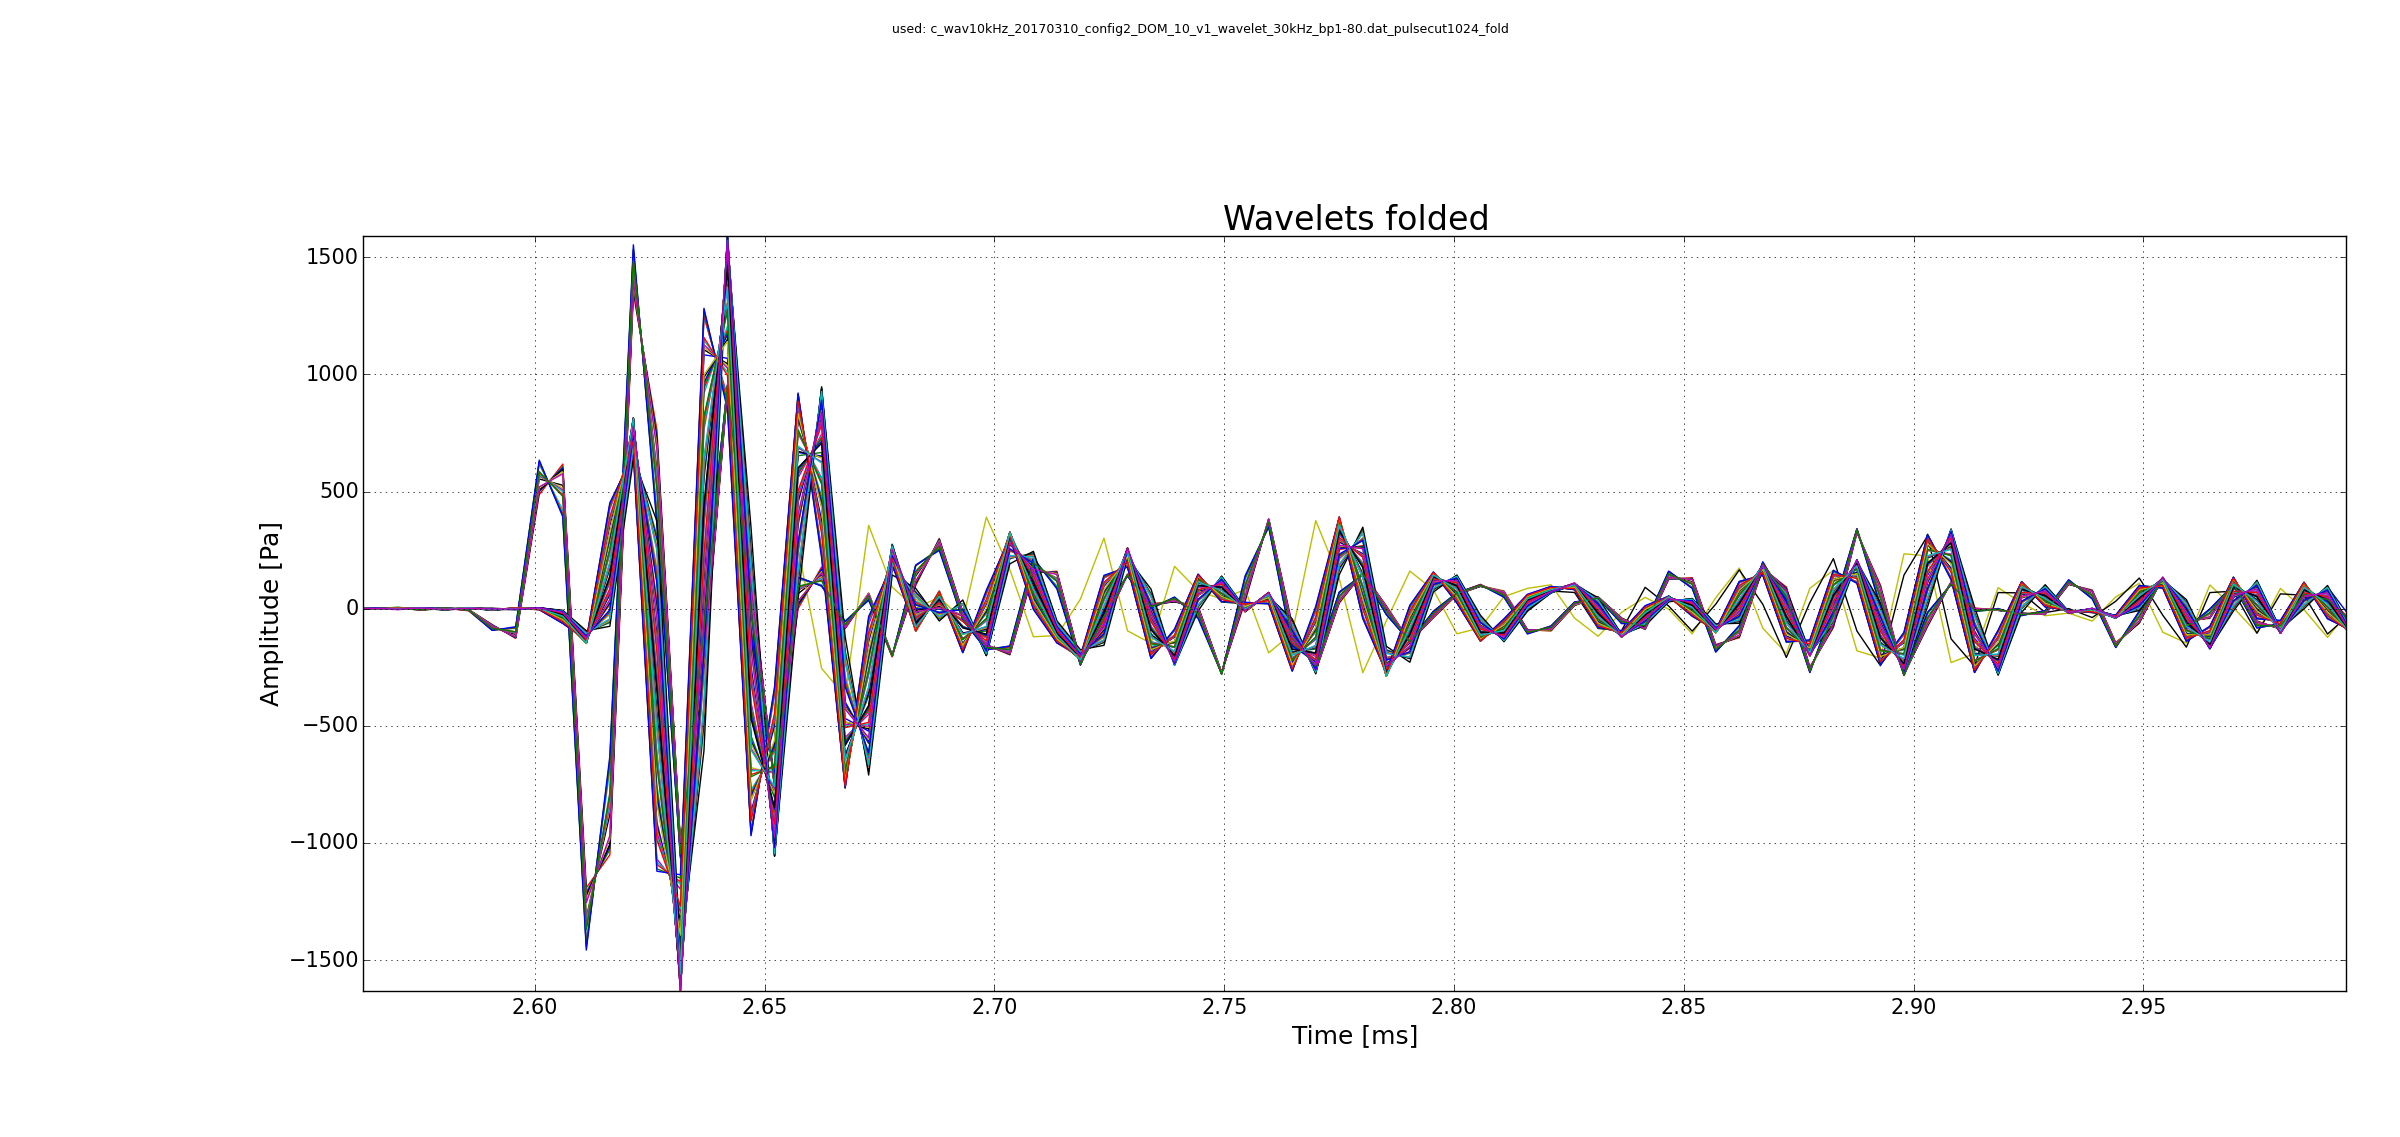 used: c_wav10kHz_20170310_config2_DOM_10_v1_wavelet_30kHz_bp1-80.dat_pulsecut1024_fold
Wavelets folded
1500
1000
500
0
−500
−1000
−1500
Amplitude [Pa]
2.60 2.65 2.70 2.75 2.80 2.85 2.90 2.95
Time [ms]